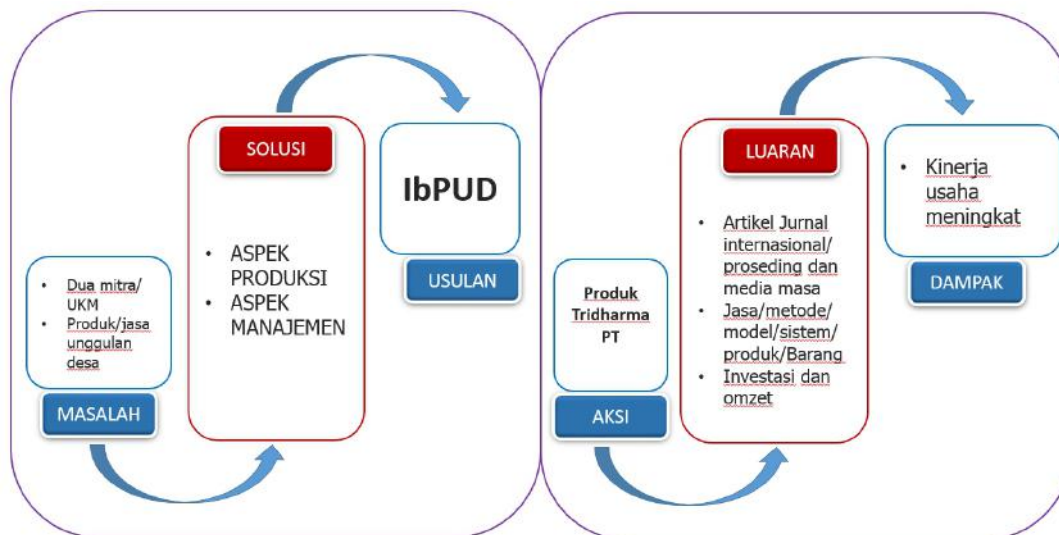 Dua mitra/
UKM
Produk/jasa
unggulan
desa
MASALAH
SOLUSI
ASPEK
PRODUKSI
ASPEK
MANAJEMEN
IbPUD
USULAN
Produk
Tridharma
PT
AKSI
LUARAN
Artikel Jurnal
internasional/
proseding dan
media masa
Jasa/metode/
model/sistem/
produk/Barang
Investasi dan
omzet
Kinerja
usaha
meningkat
DAMPAK